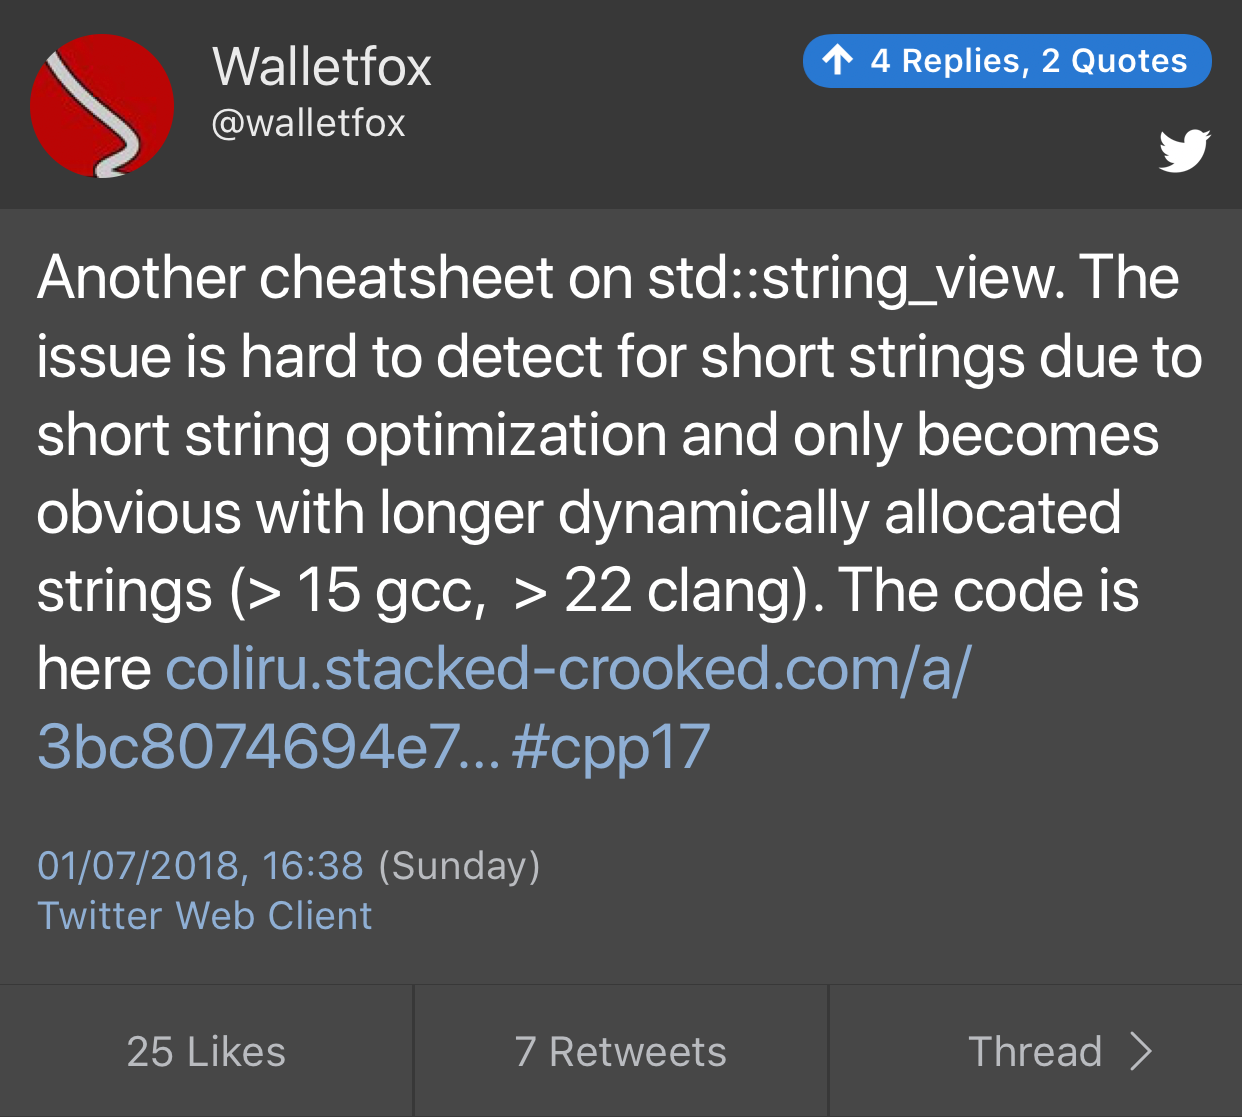 Walletfox
@walletfox
4 Replies, 2 Quotes
Another cheatsheet on std::string_view. The
issue is hard to detect for short strings due to
short string optimization and only becomes
obvious with longer dynamically allocated
strings (> 15 gcc,  > 22 clang). The code is
here coliru.stacked-crooked.com/a/
3bc8074694e7... #cpp17
01/07/2018, 16:38 (Sunday)
Twitter Web Client
25 Likes
7 Retweets
Thread